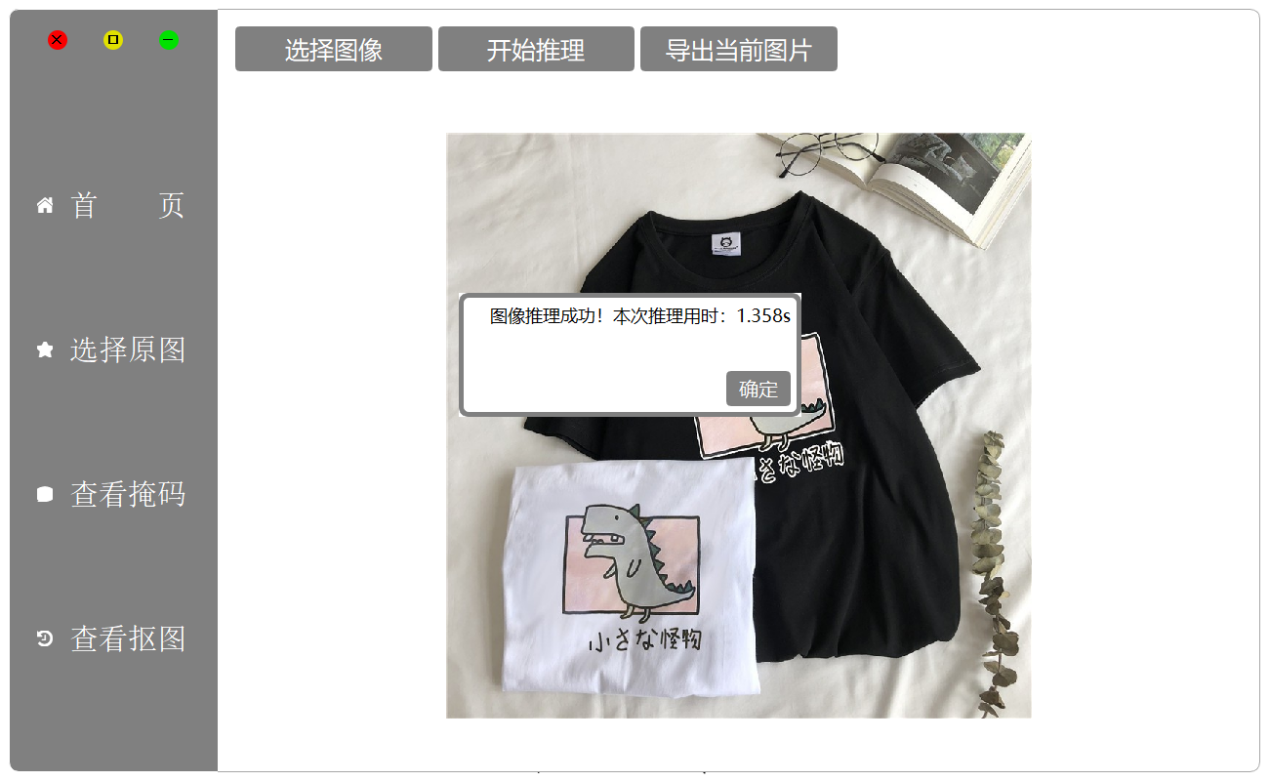 选择图像
开始推理
导出当前图片
首 页
选择原图
查看掩码
查看抠图
图像推理成功！本次推理用时：1.358s
确定
さな怪物
小さな怪物